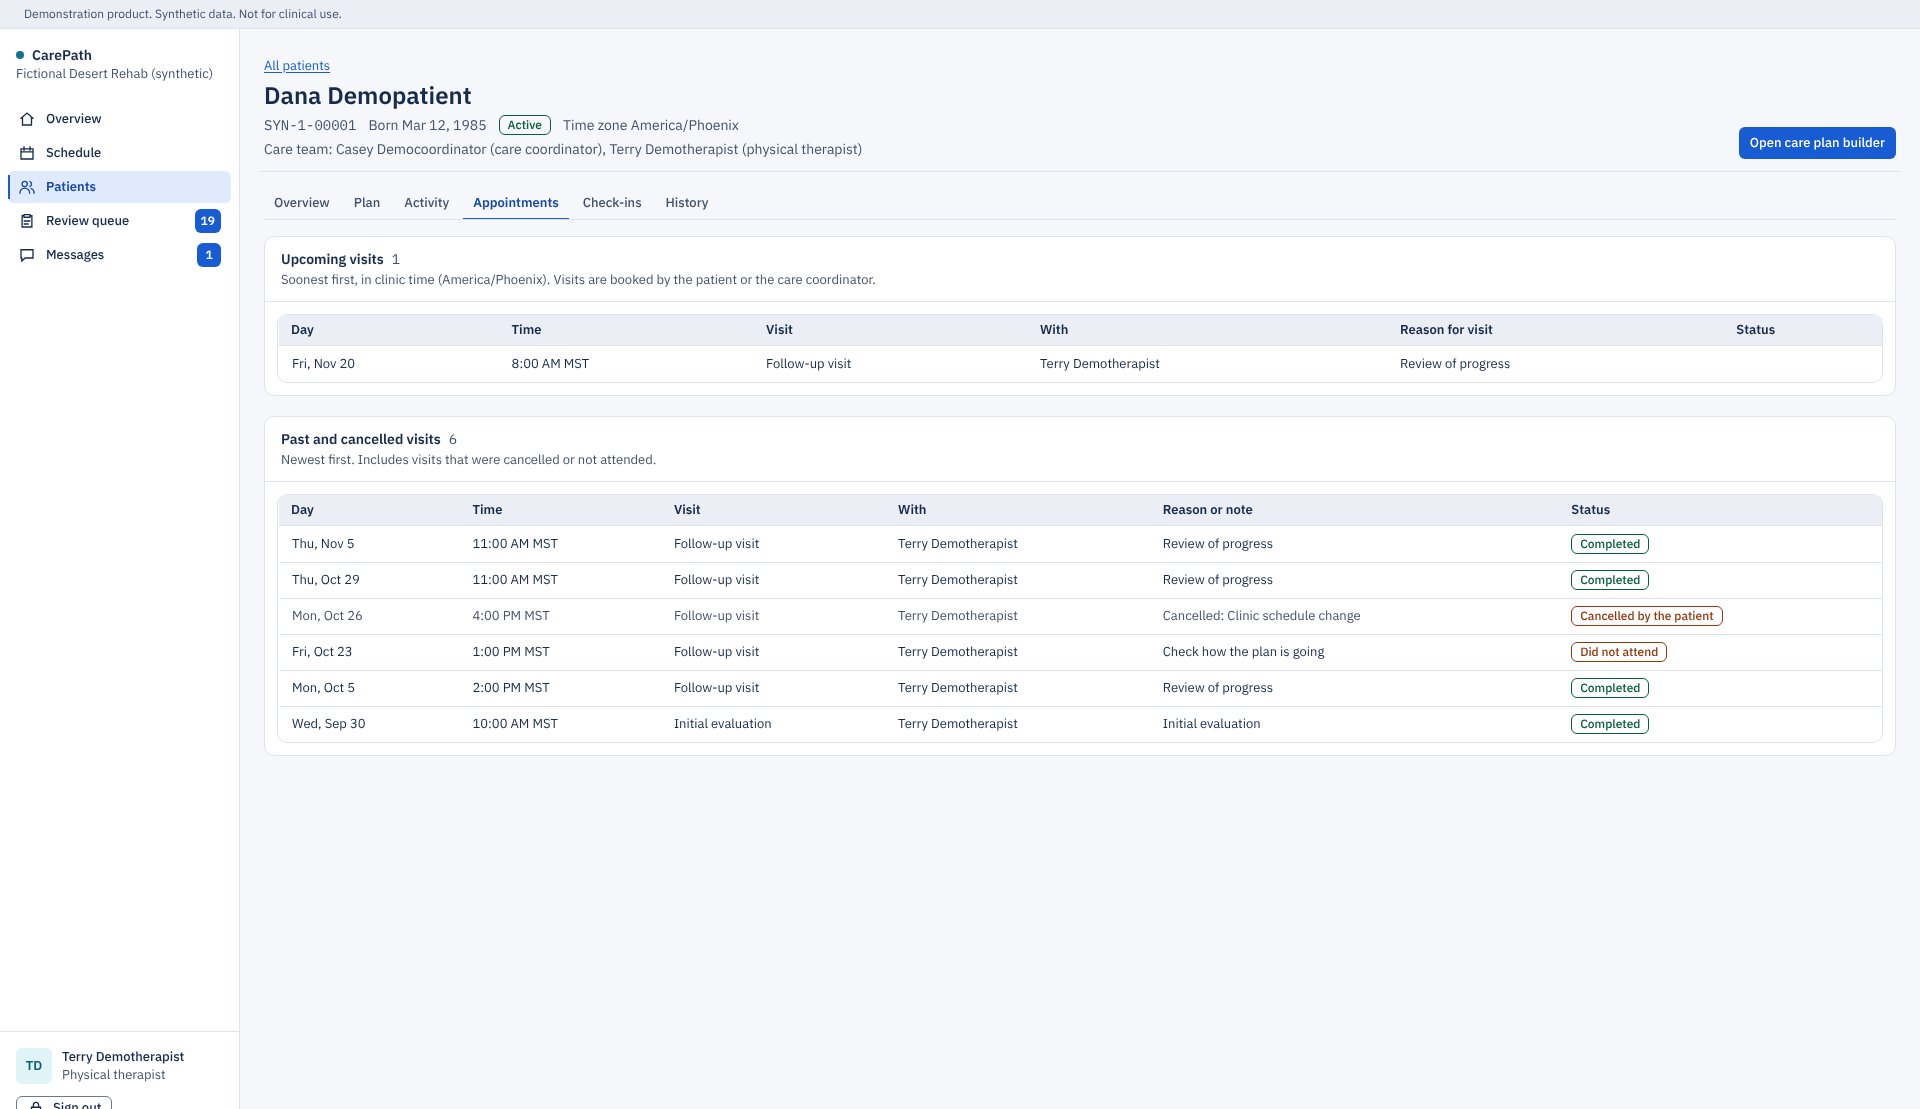 Demonstration product. Synthetic data. Not for clinical use.
CarePath
Fictional Desert Rehab (synthetic)
Overview
Schedule
Patients
Review queue 19
Messages 1
All patients
Dana Demopatient
SYN-1-00001 Born Mar 12, 1985 Active Time zone America/Phoenix
Care team: Casey Democoordinator (care coordinator), Terry Demotherapist (physical therapist)
Open care plan builder
Overview Plan Activity Appointments Check-ins History
Upcoming visits 1
Soonest first, in clinic time (America/Phoenix). Visits are booked by the patient or the care coordinator.
Day Time Visit With Reason for visit Status
Fri, Nov 20 8:00 AM MST Follow-up visit Terry Demotherapist Review of progress
Past and cancelled visits 6
Newest first. Includes visits that were cancelled or not attended.
Day Time Visit With Reason or note Status
Thu, Nov 5 11:00 AM MST Follow-up visit Terry Demotherapist Review of progress Completed
Thu, Oct 29 11:00 AM MST Follow-up visit Terry Demotherapist Review of progress Completed
Mon, Oct 26 4:00 PM MST Follow-up visit Terry Demotherapist Cancelled: Clinic schedule change Cancelled by the patient
Fri, Oct 23 1:00 PM MST Follow-up visit Terry Demotherapist Check how the plan is going Did not attend
Mon, Oct 5 2:00 PM MST Follow-up visit Terry Demotherapist Review of progress Completed
Wed, Sep 30 10:00 AM MST Initial evaluation Terry Demotherapist Initial evaluation Completed
TD
Terry Demotherapist
Physical therapist
Sign out